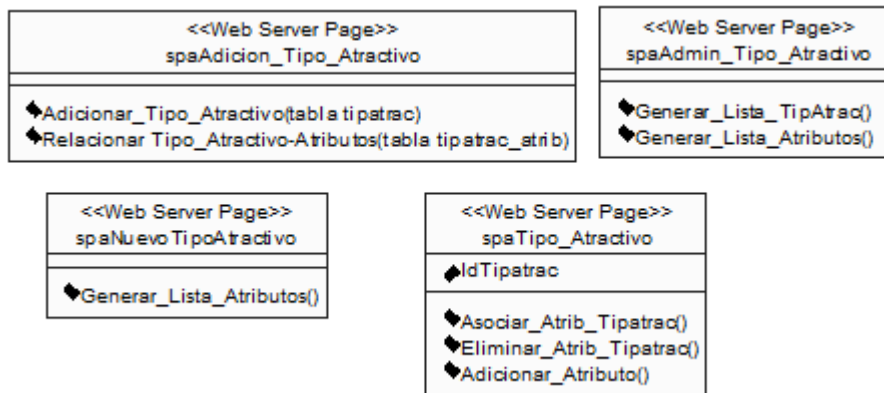 <<Web Server Page>>
spaAdicion_Tipo_Atractivo
Adicionar_Tipo_Atractivo(tabla tipatrac)
Relacionar Tipo_Atractivo-Atributos(tabla tipatrac_atrib)
<<Web Server Page>>
spaAdmin_Tipo_Atractivo
Generar_Lista_TipAtrac()
Generar_Lista_Atributos()
<<Web Server Page>>
spaNuevoTipoAtractivo
Generar_Lista_Atributos()
<<Web Server Page>>
spaTipo_Atractivo
IdTipatrac
Asociar_Atrib_Tipatrac()
Eliminar_Atrib_Tipatrac()
Adicionar_Atributo()